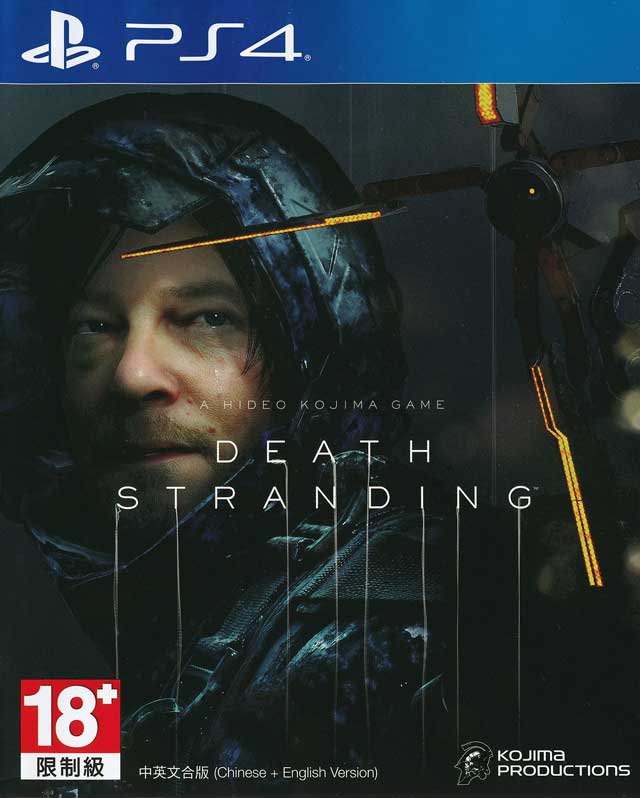 PS4
A HIDEO KOJIMA GAME
DEATH
STRANDING™
18+
限制級
中英文合版 (Chinese + English Version)
KOJIMA
PRODUCTIONS